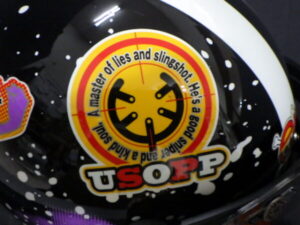 A master of lies and slingshot. He's a good sniper and a kind soul
USOPP